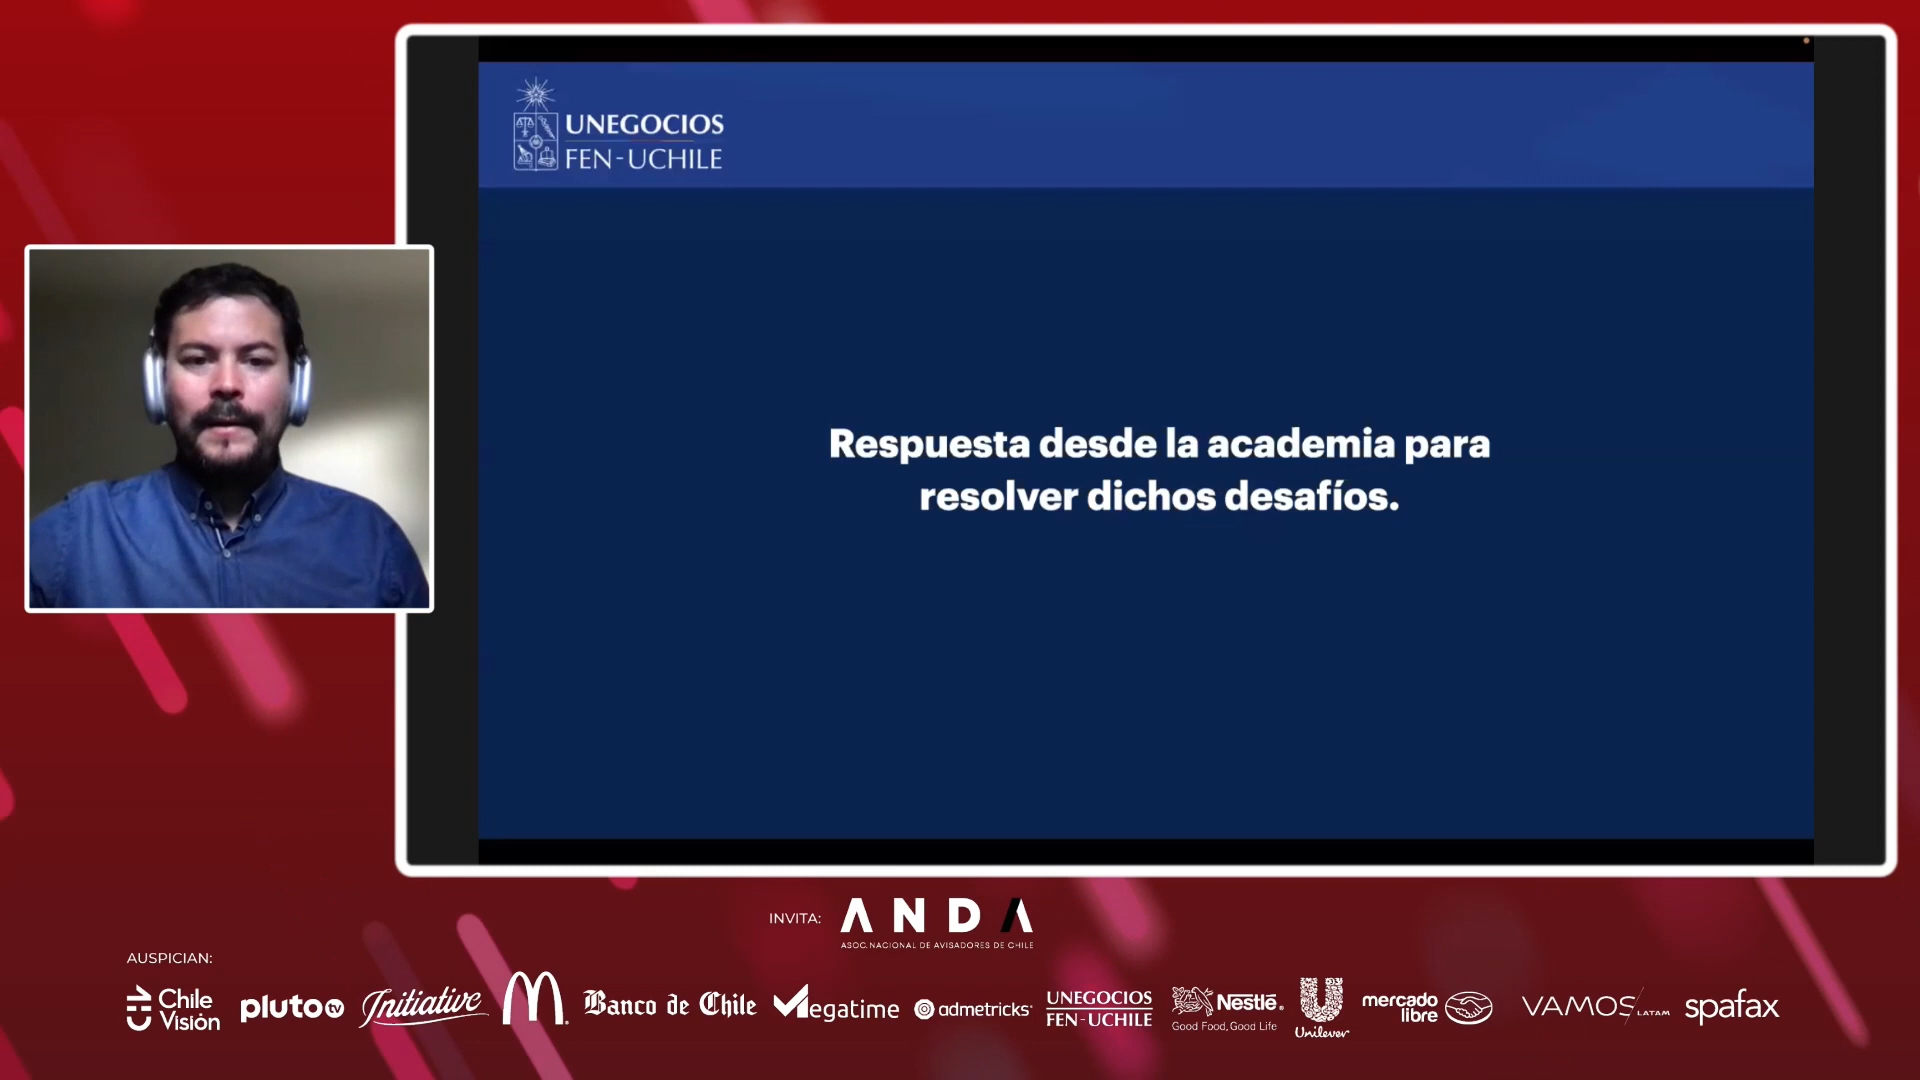 UNEGOCIOS
FEN-UCHILE
Respuesta desde la academia para
resolver dichos desafíos.
INVITA:
ANDA
ASOC. NACIONAL DE AVISADORES DE CHILE
AUSPICIAN:
CHV Chile
Visión
pluto tv
Initiative
M
Banco de Chile
Megatime
admetricks
UNEGOCIOS
FEN-UCHILE
Nestlé.
Good Food, Good Life
U
Unilever
mercado
libre
VAMOS/LATAM
spafax